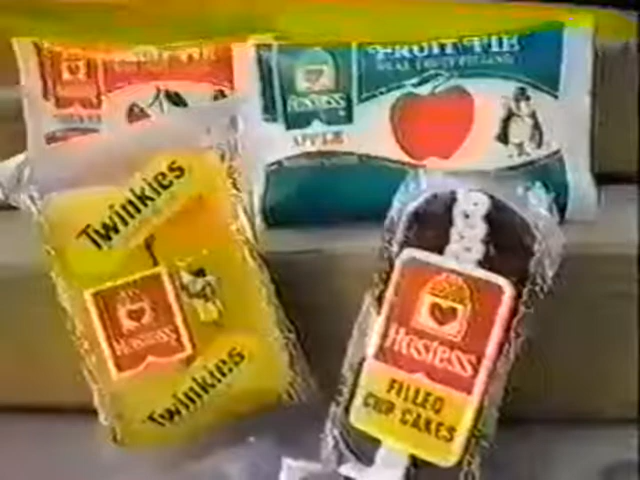 FRUIT PIE
REAL FRUIT FILLING
Hostess
APPLE
Twinkies
Hostess
Twinkies
Hostess
FILLED
CUP CAKES